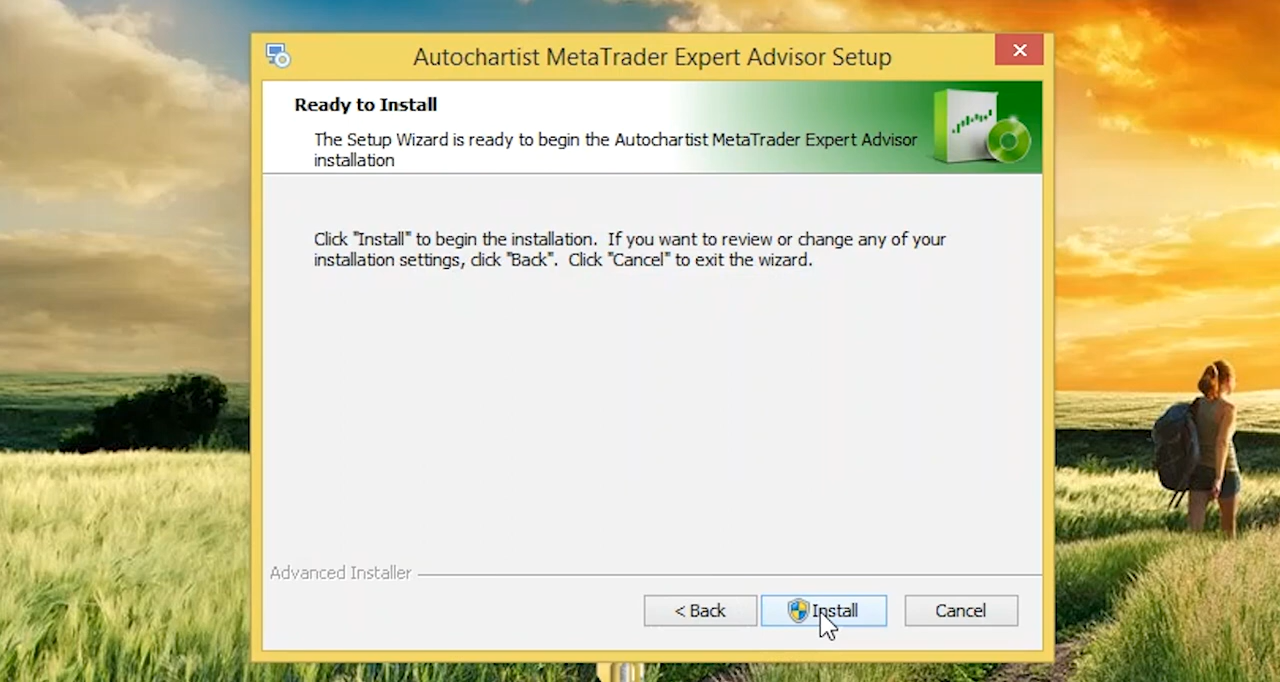 Autochartist MetaTrader Expert Advisor Setup
Ready to Install
The Setup Wizard is ready to begin the Autochartist MetaTrader Expert Advisor
installation
Click "Install" to begin the installation.  If you want to review or change any of your
installation settings, click "Back".  Click "Cancel" to exit the wizard.
Advanced Installer
< Back
Install
Cancel